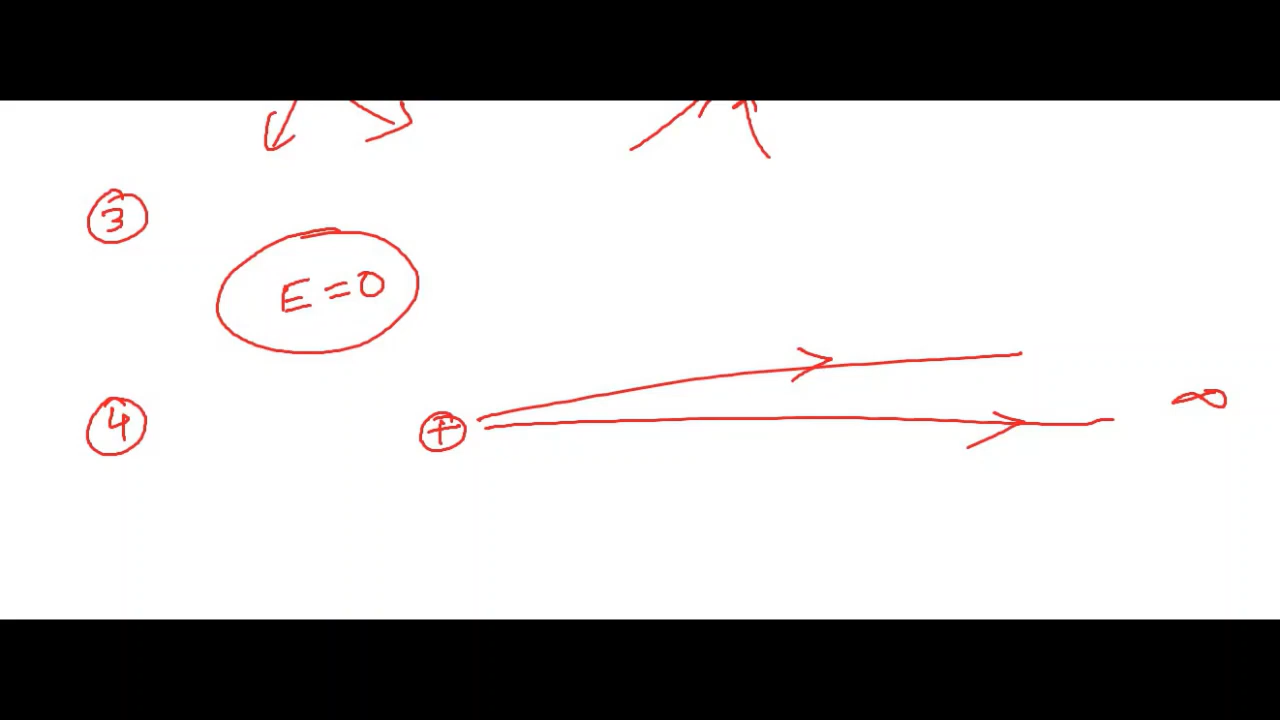 3
E = 0
4
+ ∞